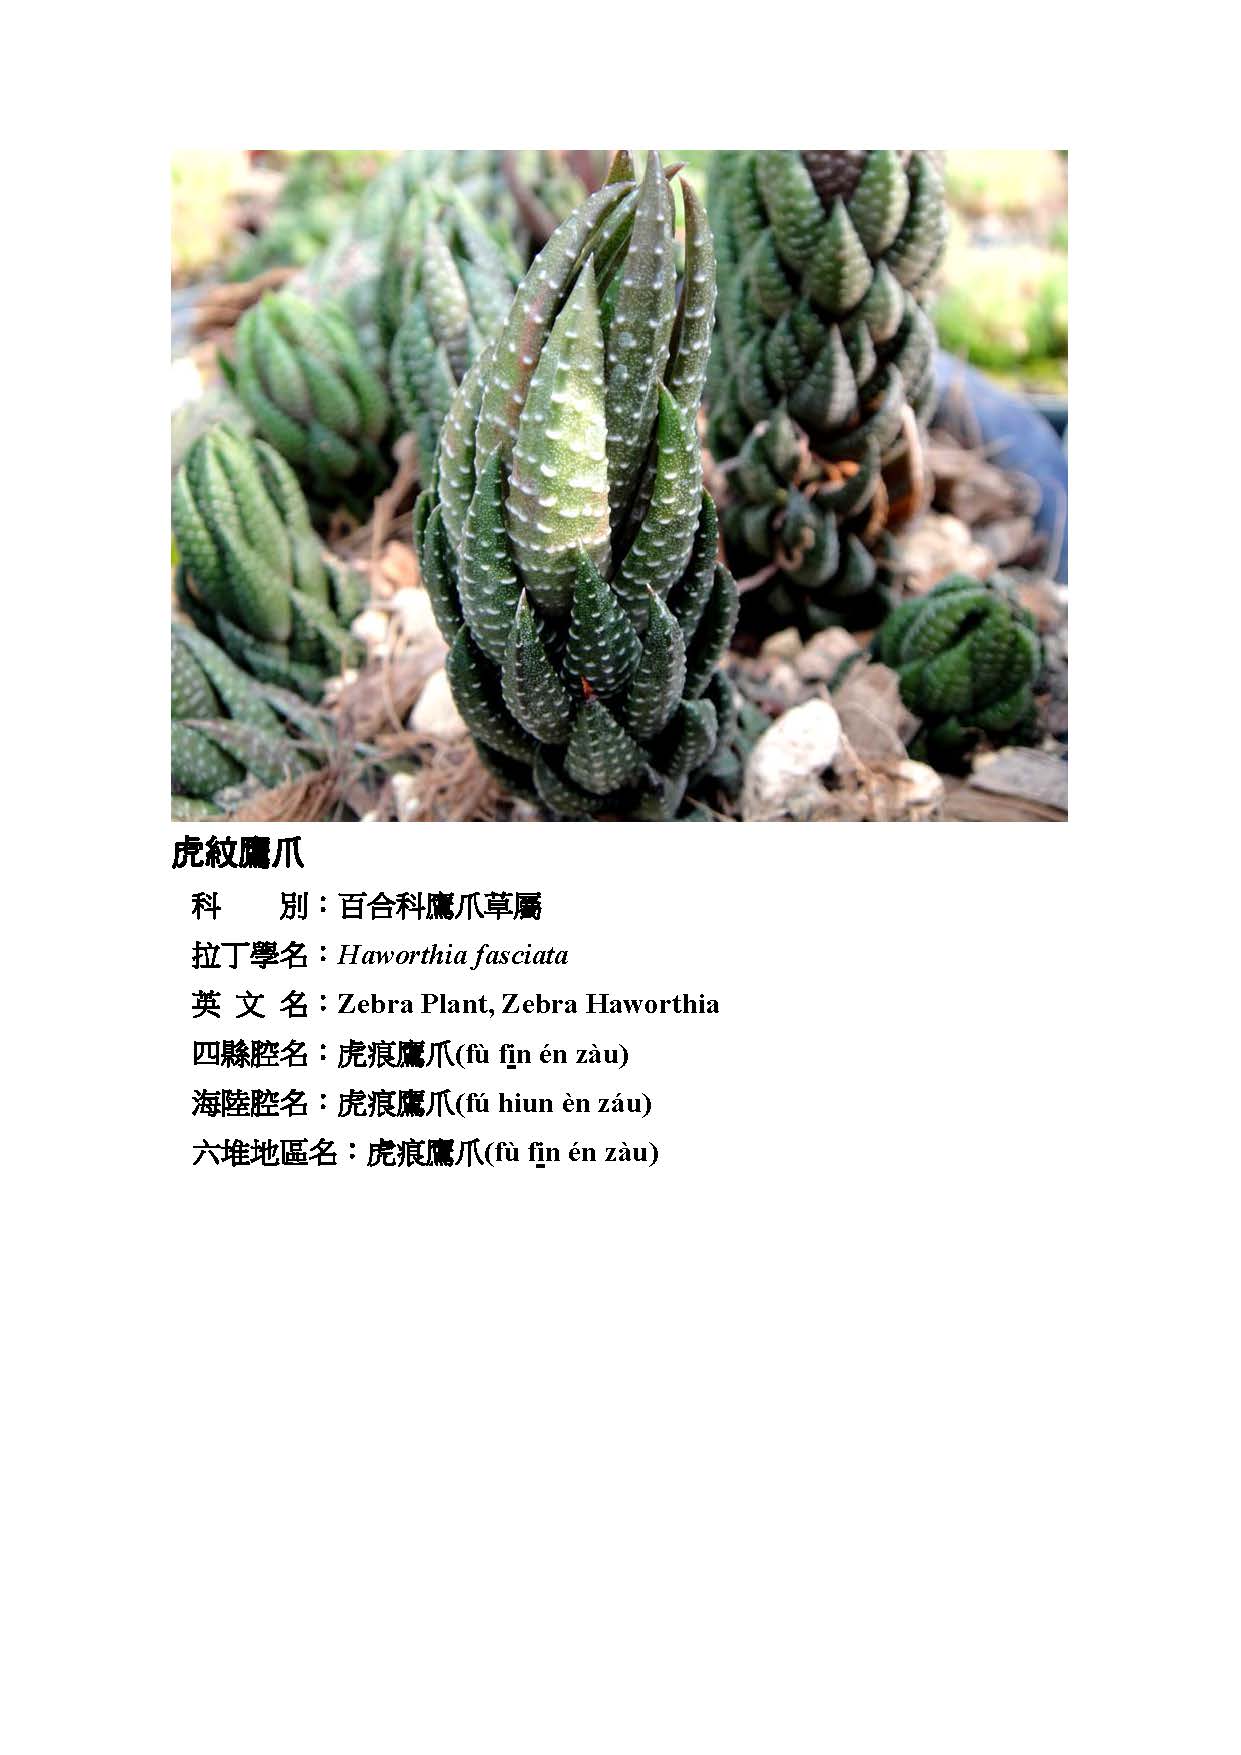 虎紋鷹爪
科　　別：百合科鷹爪草屬
拉丁學名：Haworthia fasciata
英 文 名：Zebra Plant, Zebra Haworthia
四縣腔名：虎痕鷹爪(fù fi̱n én zàu)
海陸腔名：虎痕鷹爪(fú hiun èn záu)
六堆地區名：虎痕鷹爪(fù fi̱n én zàu)